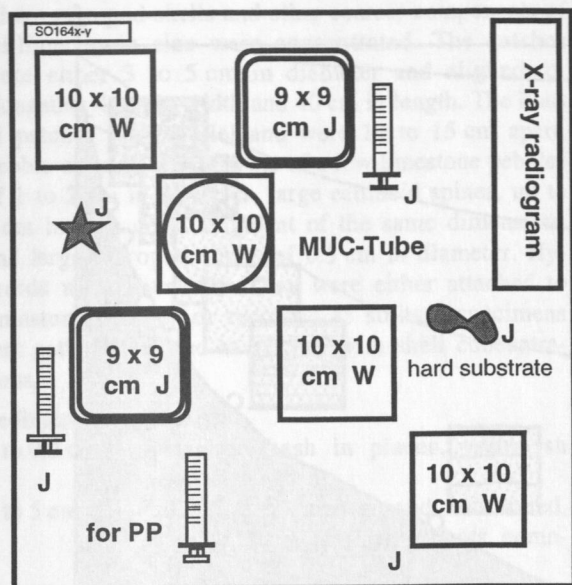 SO164x-y
10 x 10
cm W
9 x 9
cm J
J
X-ray radiogram
J
10 x 10
cm W
MUC-Tube
9 x 9
cm J
10 x 10
cm W
J
hard substrate
J
for PP
10 x 10
cm W
J